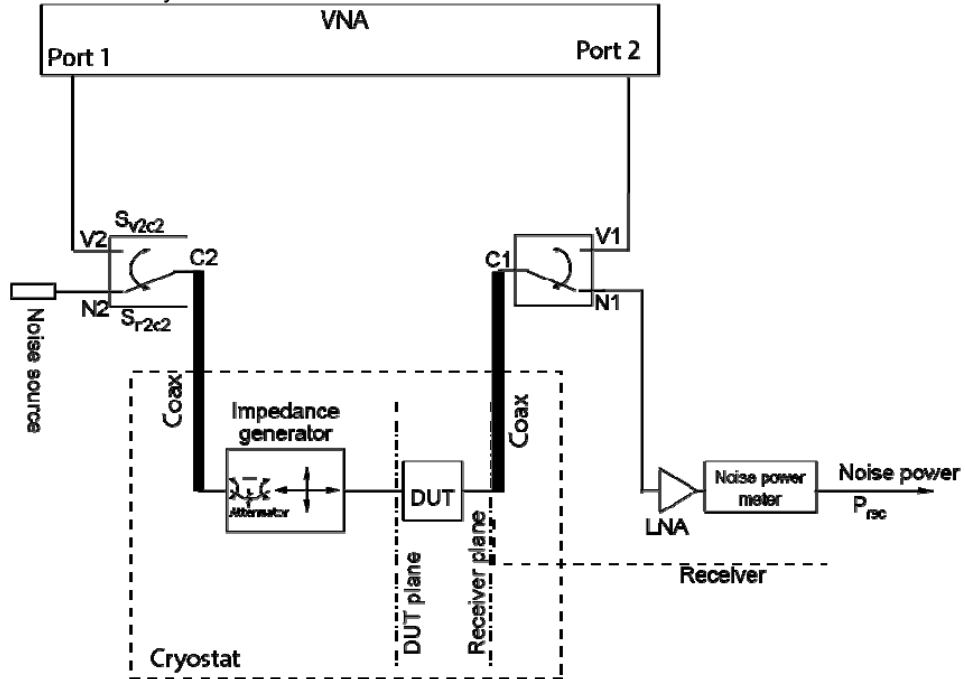 VNA
Port 1
Port 2
V2
S_v2c2
C2
N2
S_r2c2
Noise source
C1
V1
N1
Coax
Coax
Impedance
generator
Attenuator
DUT
DUT plane
Receiver plane
LNA
Noise power
meter
Noise power
P_rec
Receiver
Cryostat